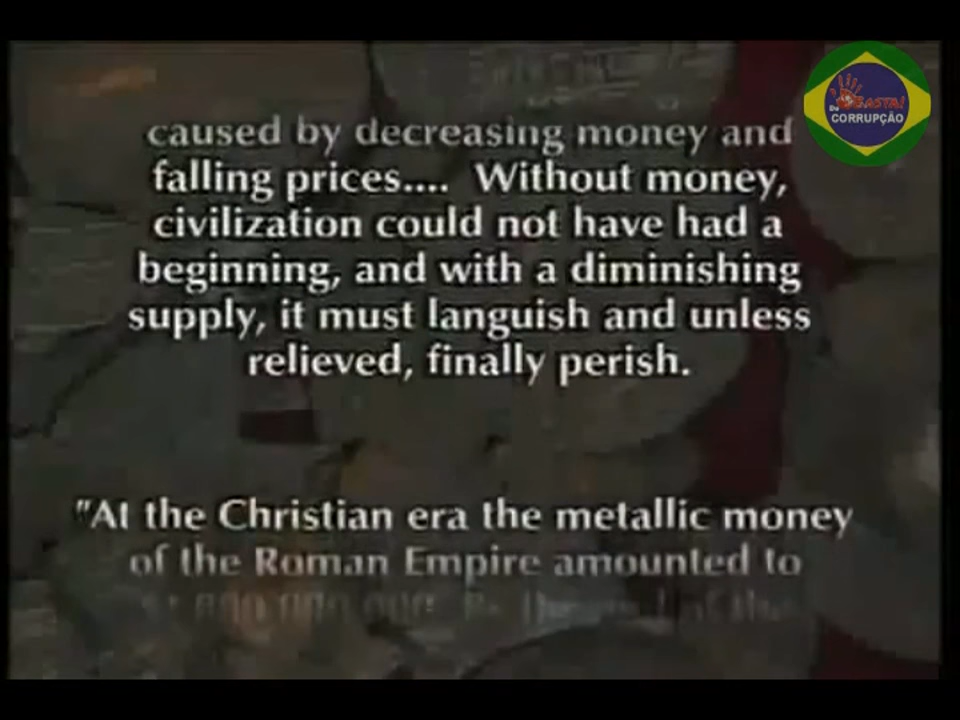 Du BASTA!
CORRUPÇÃO
caused by decreasing money and
falling prices.... Without money,
civilization could not have had a
beginning, and with a diminishing
supply, it must languish and unless
relieved, finally perish.
"At the Christian era the metallic money
of the Roman Empire amounted to